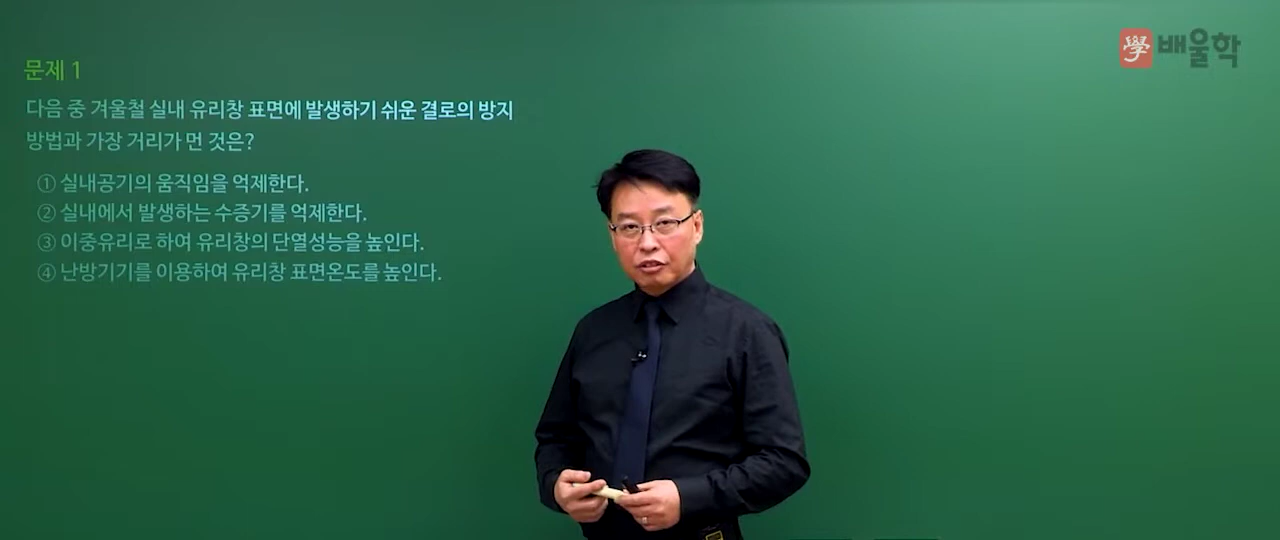 學 배울학
문제 1
다음 중 겨울철 실내 유리창 표면에 발생하기 쉬운 결로의 방지
방법과 가장 거리가 먼 것은?
① 실내공기의 움직임을 억제한다.
② 실내에서 발생하는 수증기를 억제한다.
③ 이중유리로 하여 유리창의 단열성능을 높인다.
④ 난방기기를 이용하여 유리창 표면온도를 높인다.